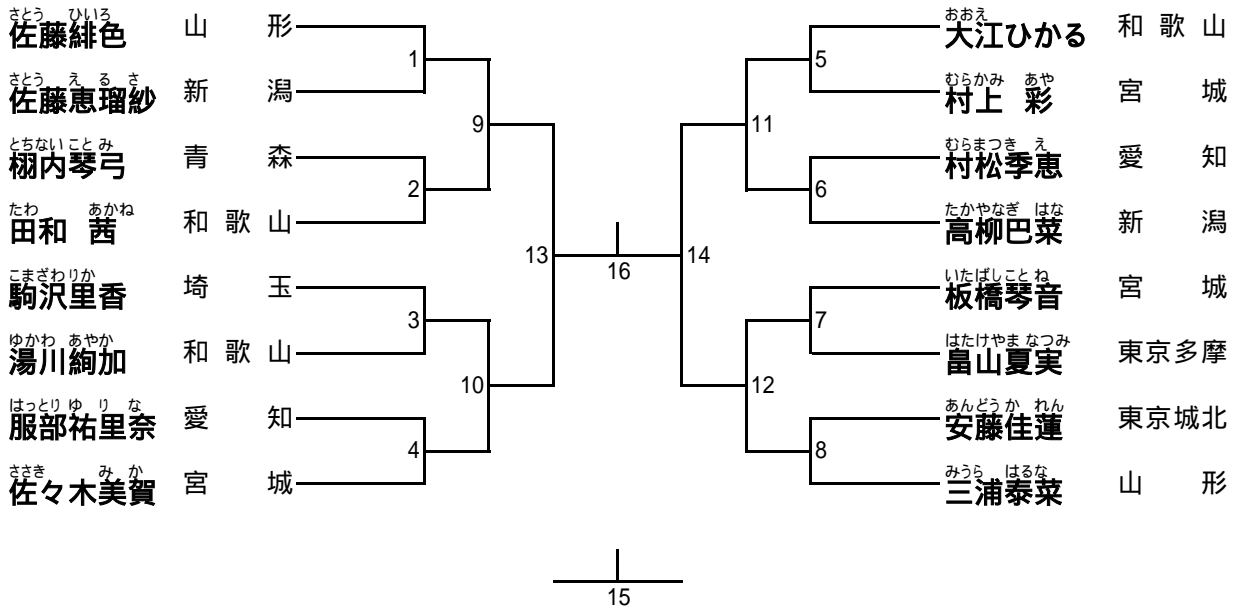 さとう ひいろ
佐藤緋色 山形
さとう えるさ
佐藤恵瑠紗 新潟
とちないことみ
栩内琴弓 青森
たわ あかね
田和 茜 和歌山
こまざわりか
駒沢里香 埼玉
ゆかわ あやか
湯川絢加 和歌山
はっとりゆりな
服部祐里奈 愛知
ささき みか
佐々木美賀 宮城
1
2
3
4
9
10
13
16
15
14
11
12
5
6
7
8
おおえ
大江ひかる 和歌山
むらかみ あや
村上 彩 宮城
むらまつき え
村松季恵 愛知
たかやなぎ はな
高柳巴菜 新潟
いたばしことね
板橋琴音 宮城
はたけやま なつみ
畠山夏実 東京多摩
あんどうか れん
安藤佳蓮 東京城北
みうら はるな
三浦泰菜 山形